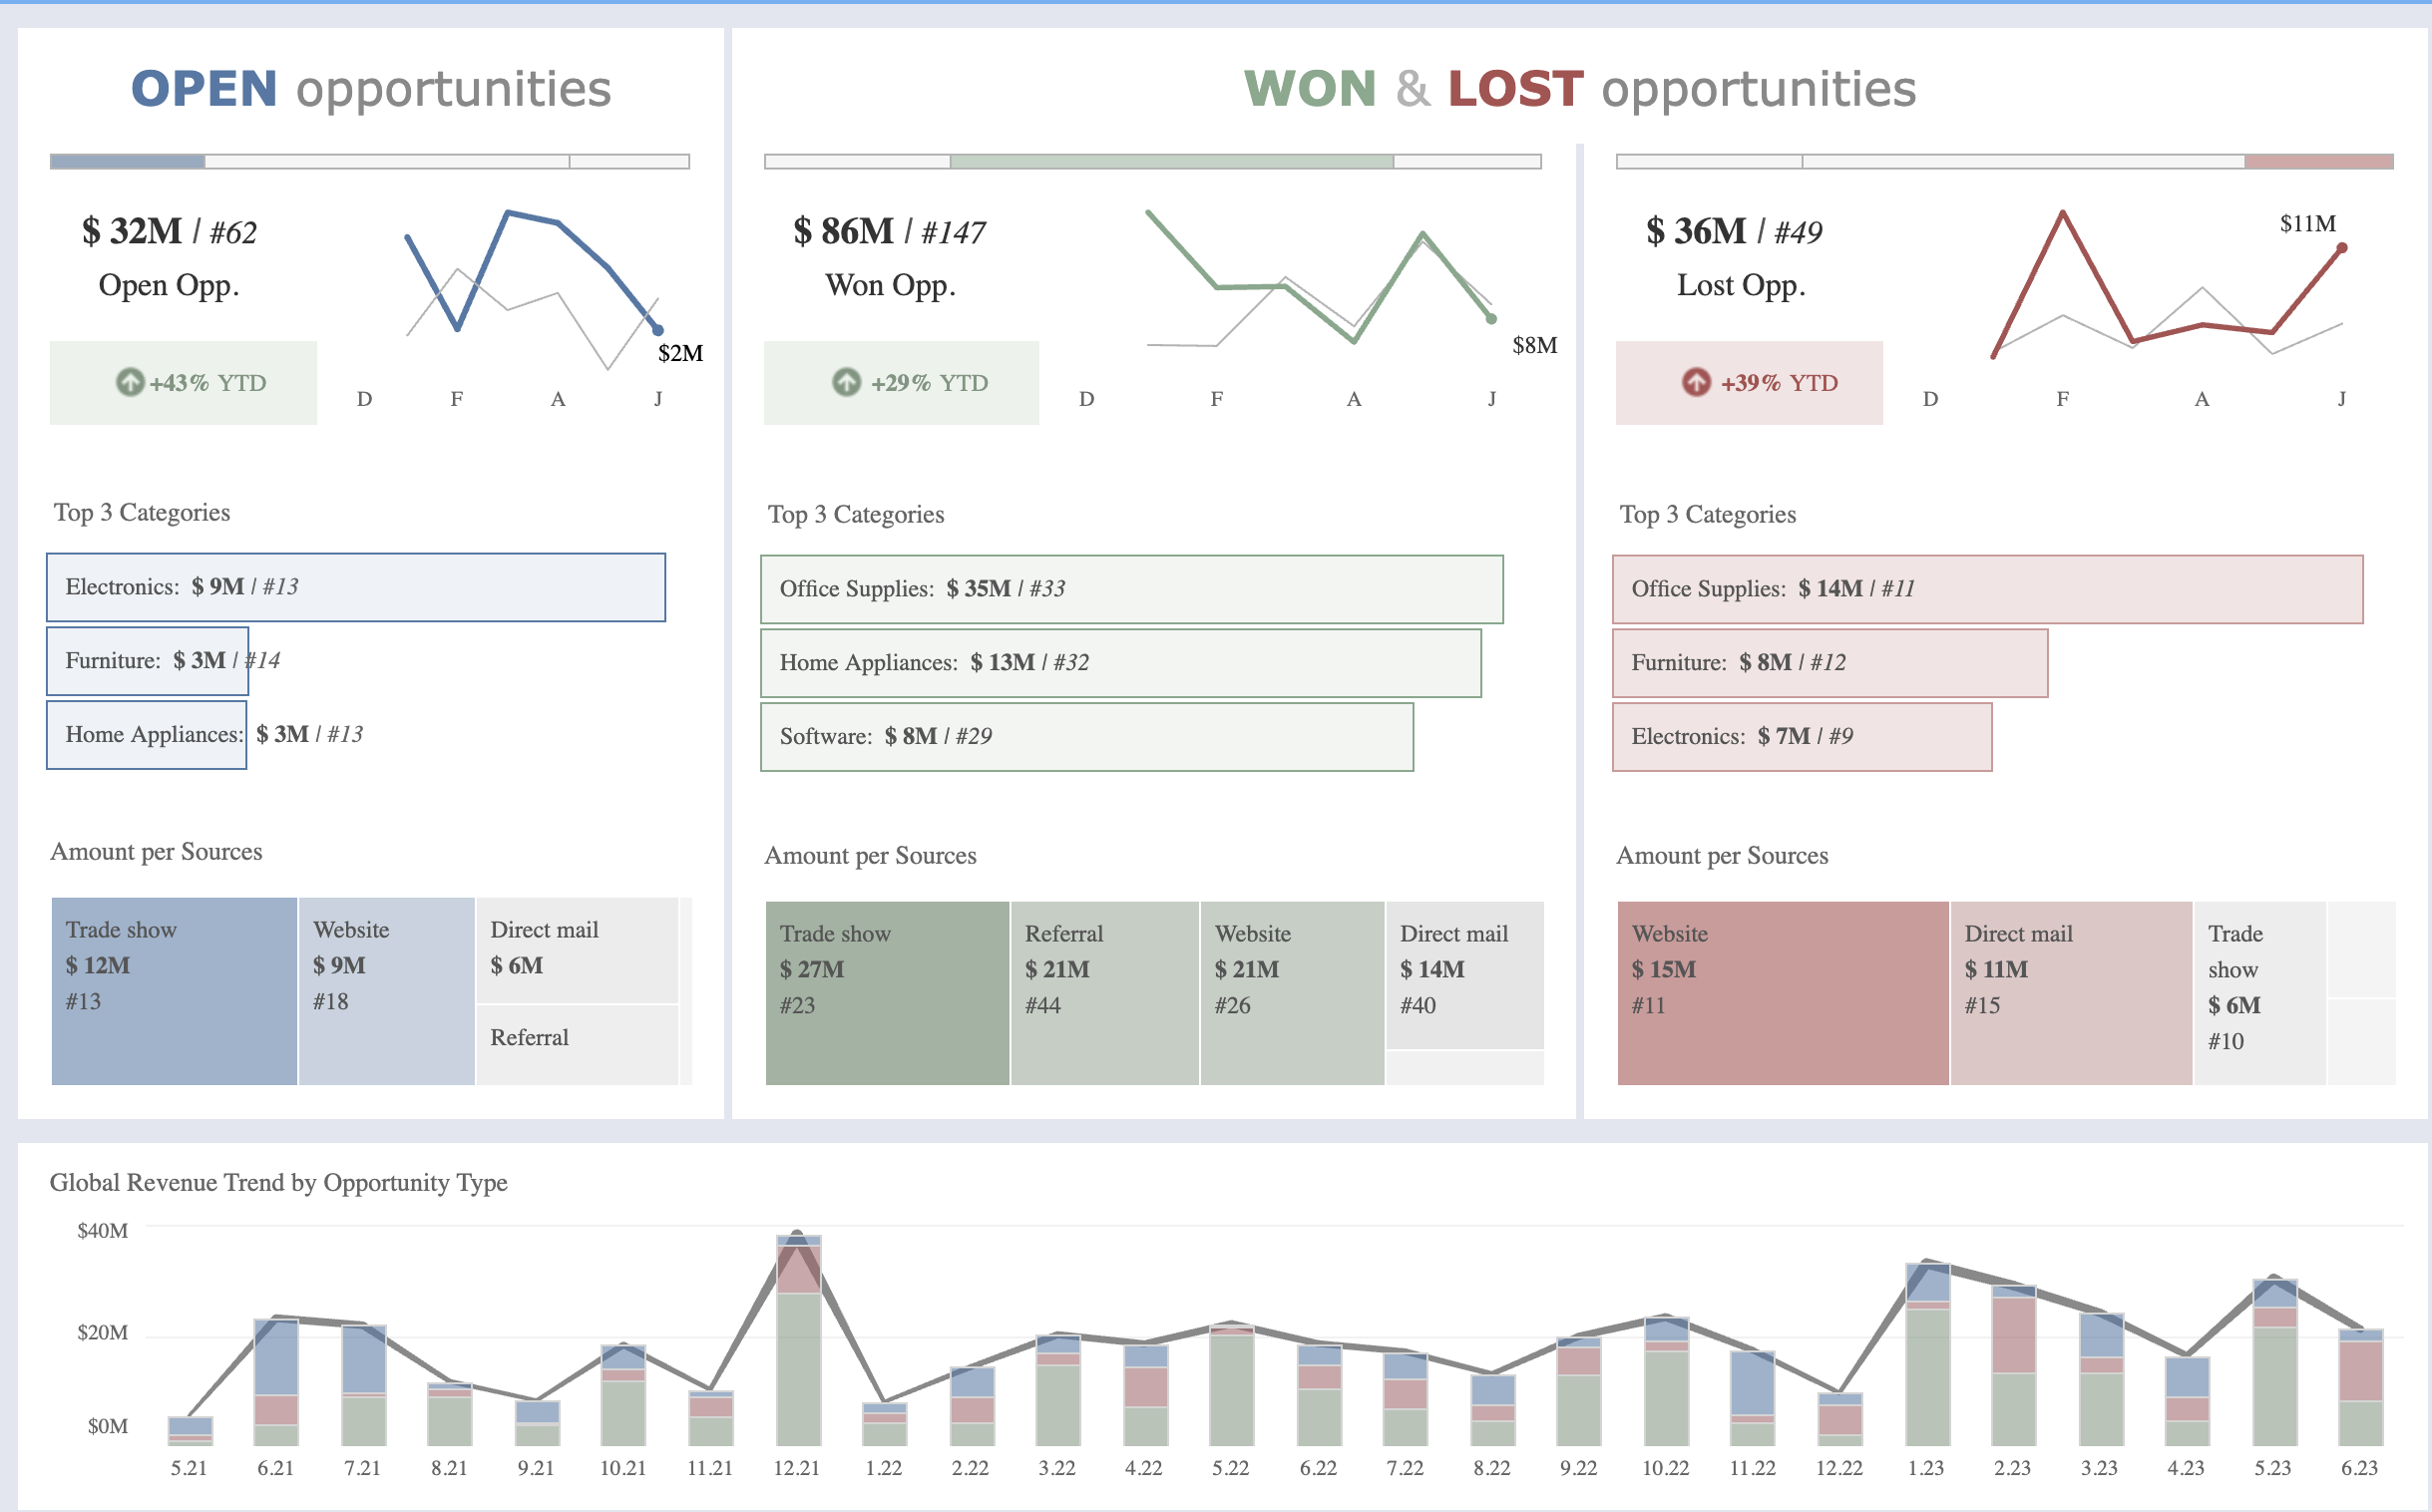 OPEN opportunities
WON & LOST opportunities
$ 32M / #62
Open Opp.
+43% YTD
$2M
D F A J
$ 86M / #147
Won Opp.
+29% YTD
$8M
D F A J
$ 36M / #49
Lost Opp.
+39% YTD
$11M
D F A J
Top 3 Categories
Electronics: $ 9M / #13
Furniture: $ 3M / #14
Home Appliances: $ 3M / #13
Top 3 Categories
Office Supplies: $ 35M / #33
Home Appliances: $ 13M / #32
Software: $ 8M / #29
Top 3 Categories
Office Supplies: $ 14M / #11
Furniture: $ 8M / #12
Electronics: $ 7M / #9
Amount per Sources
Trade show
$ 12M
#13
Website
$ 9M
#18
Direct mail
$ 6M
Referral
Amount per Sources
Trade show
$ 27M
#23
Referral
$ 21M
#44
Website
$ 21M
#26
Direct mail
$ 14M
#40
Amount per Sources
Website
$ 15M
#11
Direct mail
$ 11M
#15
Trade
show
$ 6M
#10
Global Revenue Trend by Opportunity Type
$40M
$20M
$0M
5.21 6.21 7.21 8.21 9.21 10.21 11.21 12.21 1.22 2.22 3.22 4.22 5.22 6.22 7.22 8.22 9.22 10.22 11.22 12.22 1.23 2.23 3.23 4.23 5.23 6.23